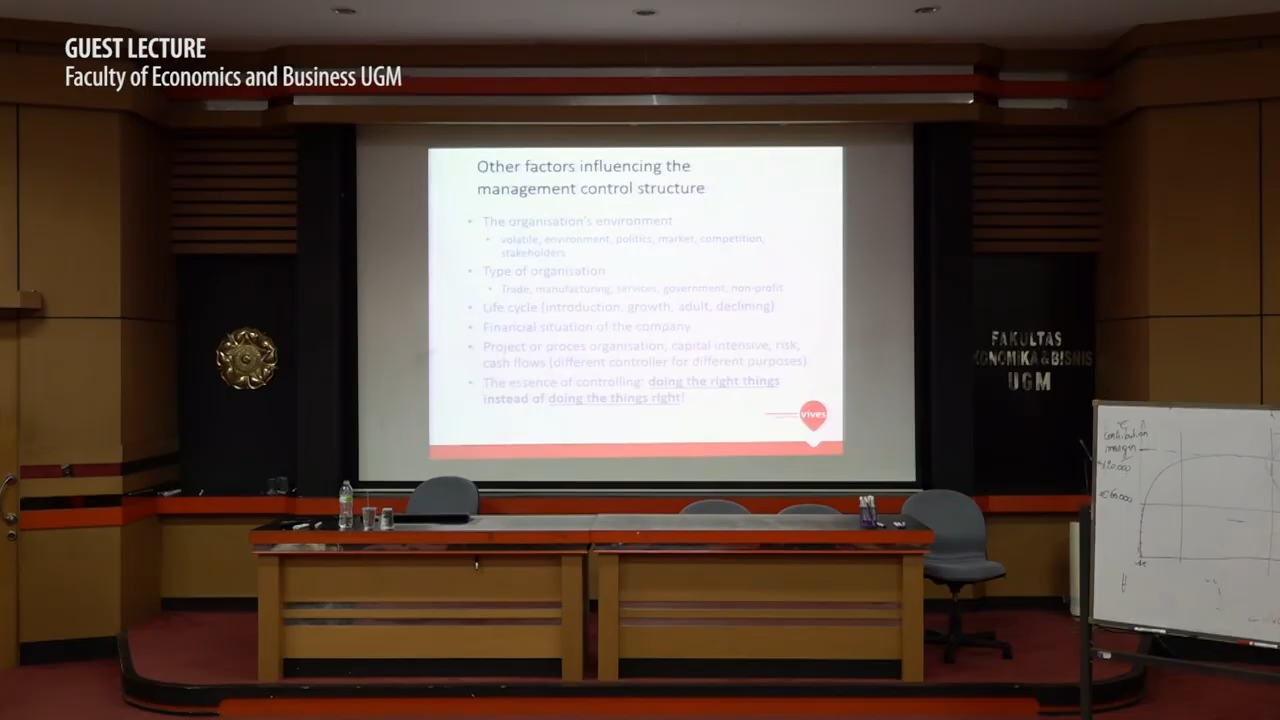 GUEST LECTURE
Faculty of Economics and Business UGM
Other factors influencing the
management control structure
• The organisation's environment
• volatile, environment, politics, market, competition,
stakeholders
• Type of organisation
• Trade, manufacturing, services, government, non-profit
• Life cycle (introduction, growth, adult, declining)
• Financial situation of the company
• Project or proces organisation, capital intensive, risk,
cash flows (different controller for different purposes)
• The essence of controlling: doing the right things
instead of doing the things right!
vives
FAKULTAS
KONOMIKA & BISNIS
UGM
Contribution
margin